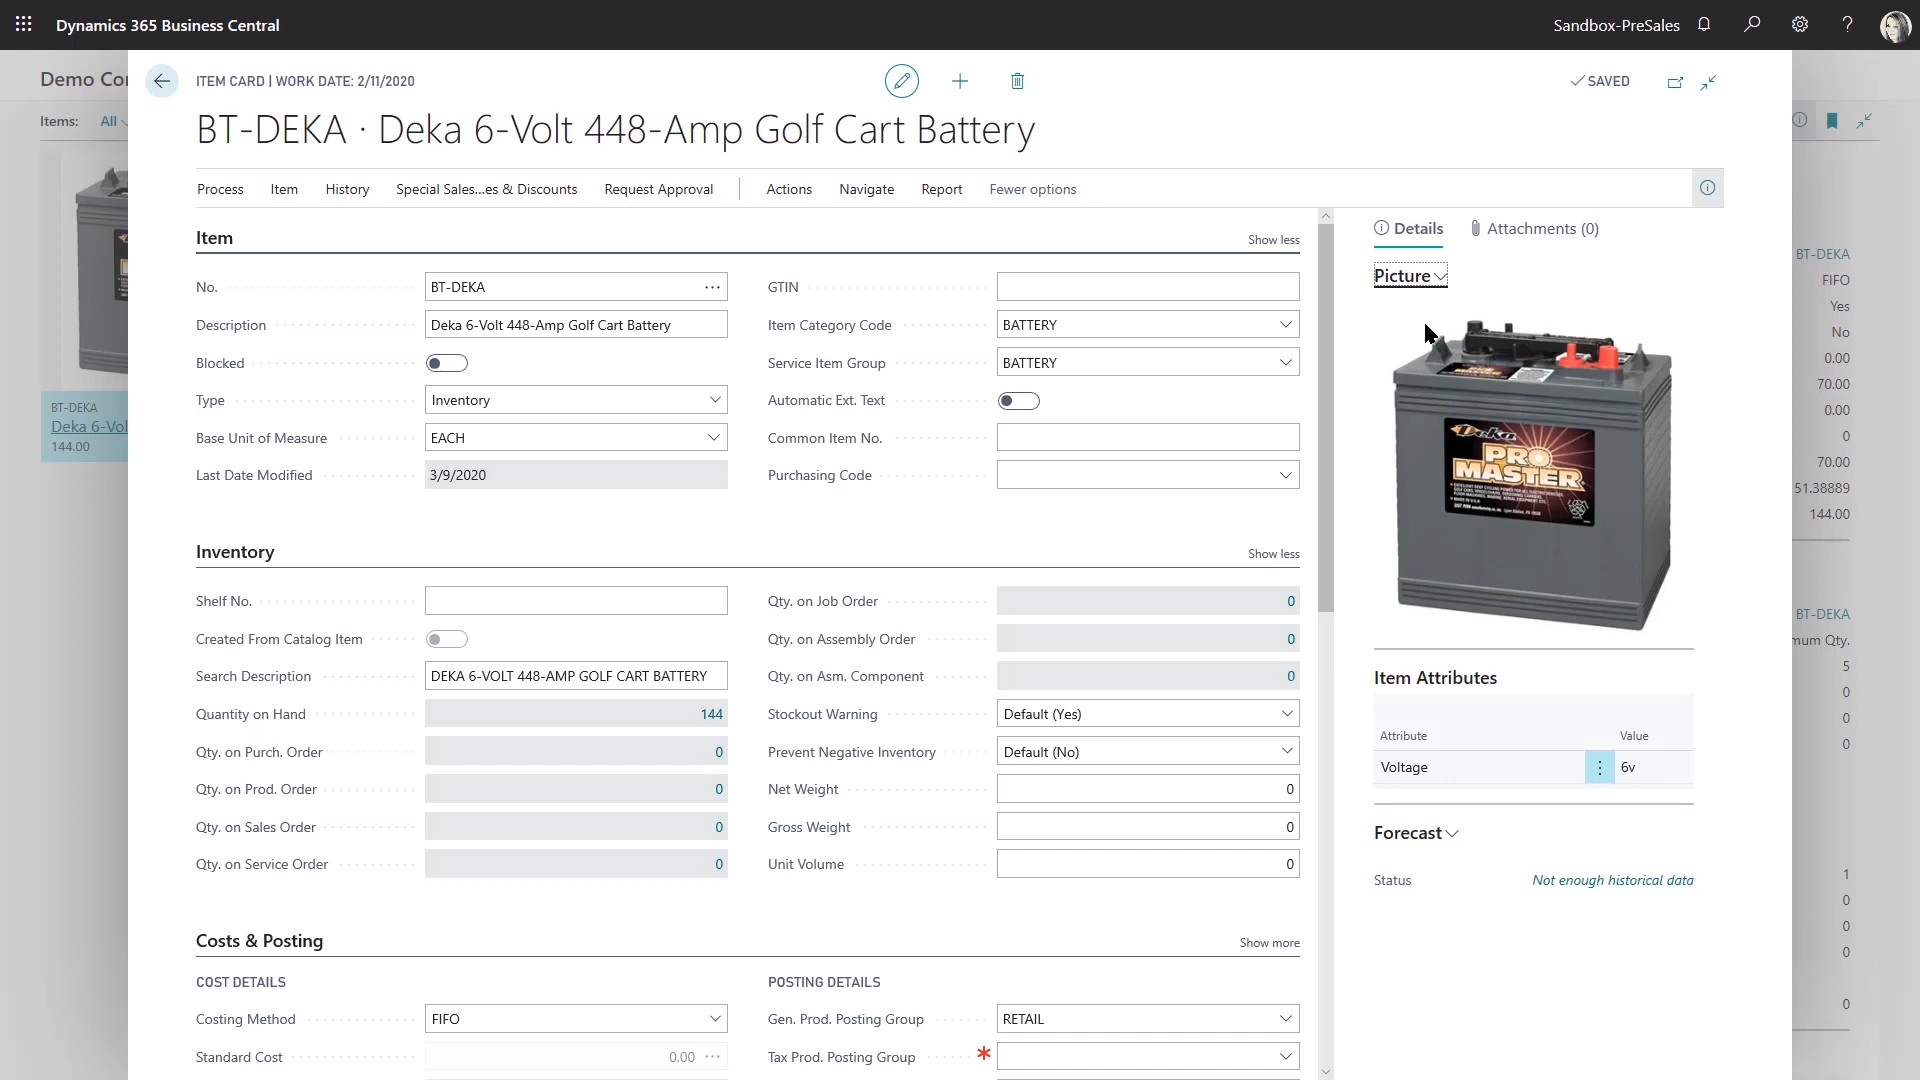 Dynamics 365 Business Central
Sandbox-PreSales
?
Demo Cor
Items: All
ITEM CARD | WORK DATE: 2/11/2020
SAVED
BT-DEKA · Deka 6-Volt 448-Amp Golf Cart Battery
Process Item History Special Sales...es & Discounts Request Approval Actions Navigate Report Fewer options
Item
Show less
No. BT-DEKA
Description Deka 6-Volt 448-Amp Golf Cart Battery
Blocked
Type Inventory
Base Unit of Measure EACH
Last Date Modified 3/9/2020
GTIN
Item Category Code BATTERY
Service Item Group BATTERY
Automatic Ext. Text
Common Item No.
Purchasing Code
Inventory
Show less
Shelf No.
Created From Catalog Item
Search Description DEKA 6-VOLT 448-AMP GOLF CART BATTERY
Quantity on Hand 144
Qty. on Purch. Order 0
Qty. on Prod. Order 0
Qty. on Sales Order 0
Qty. on Service Order 0
Qty. on Job Order 0
Qty. on Assembly Order 0
Qty. on Asm. Component 0
Stockout Warning Default (Yes)
Prevent Negative Inventory Default (No)
Net Weight 0
Gross Weight 0
Unit Volume 0
Costs & Posting
Show more
COST DETAILS
Costing Method FIFO
Standard Cost 0.00
POSTING DETAILS
Gen. Prod. Posting Group RETAIL
Tax Prod. Posting Group *
Details Attachments (0)
Picture
Deka
PRO
MASTER
Item Attributes
Attribute Value
Voltage 6v
Forecast
Status Not enough historical data
BT-DEKA
Deka 6-Vol
144.00
BT-DEKA
FIFO
Yes
No
0.00
70.00
0.00
0
70.00
51.38889
144.00
BT-DEKA
mum Qty.
5
0
0
0
1
0
0
0
0